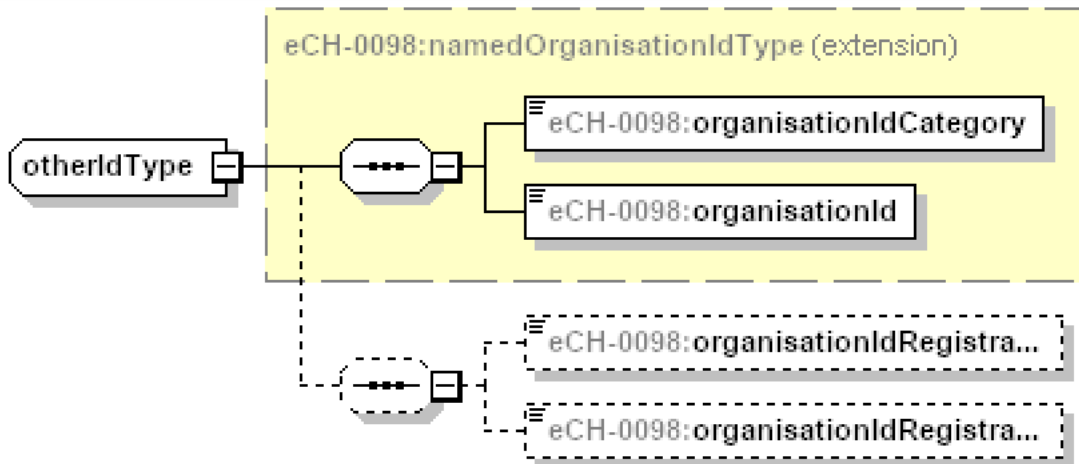 eCH-0098:namedOrganisationIdType (extension)
eCH-0098:organisationIdCategory
otherIdType
eCH-0098:organisationId
eCH-0098:organisationIdRegistra...
eCH-0098:organisationIdRegistra...